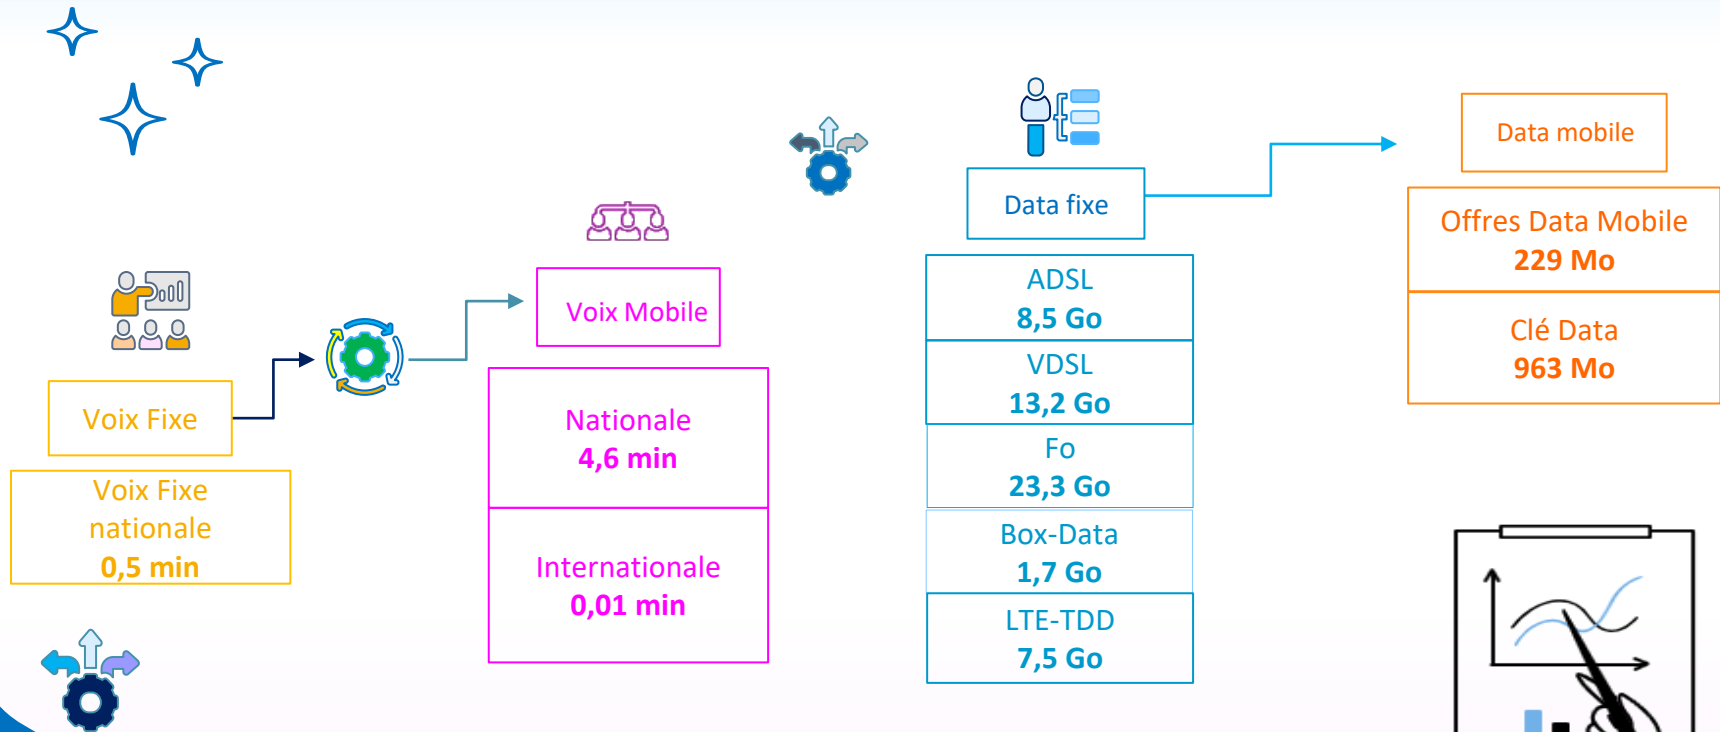 Voix Fixe
Voix Fixe
nationale
0,5 min
Voix Mobile
Nationale
4,6 min
Internationale
0,01 min
Data fixe
ADSL
8,5 Go
VDSL
13,2 Go
Fo
23,3 Go
Box-Data
1,7 Go
LTE-TDD
7,5 Go
Data mobile
Offres Data Mobile
229 Mo
Clé Data
963 Mo